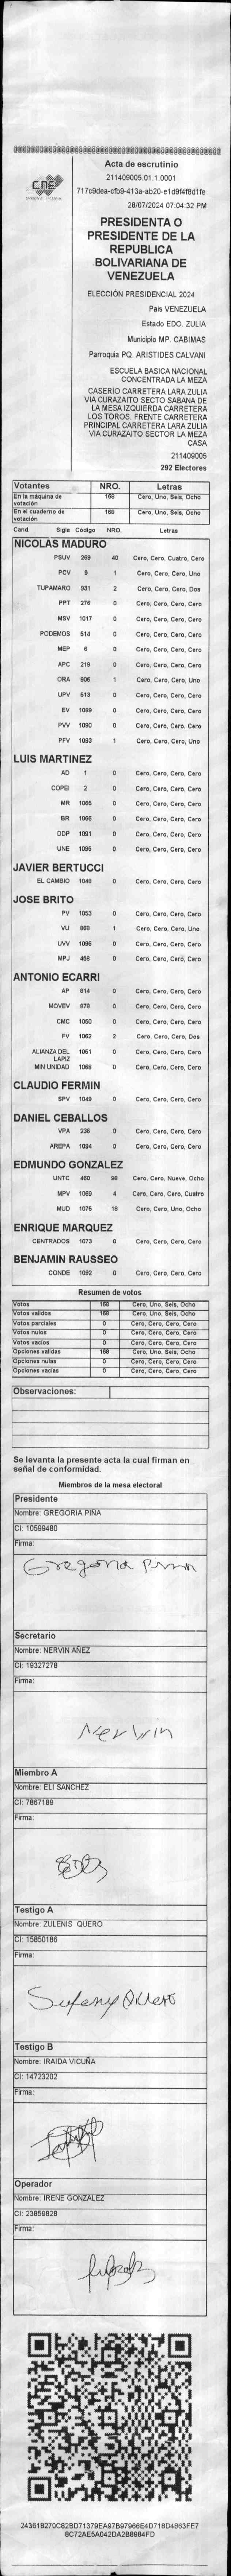 CNE
Acta de escrutinio
211409005.01.1.0001
717c9dea-cfb9-413a-ab20-e1d9f4f8d1fe
28/07/2024 07:04:32 PM
PRESIDENTA O
PRESIDENTE DE LA
REPUBLICA
BOLIVARIANA DE
VENEZUELA
ELECCIÓN PRESIDENCIAL 2024
Pais VENEZUELA
Estado EDO. ZULIA
Municipio MP. CABIMAS
Parroquia PQ. ARISTIDES CALVANI
ESCUELA BASICA NACIONAL
CONCENTRADA LA MEZA
CASERIO CARRETERA LARA ZULIA
VIA CURAZAITO SECTO SABANA DE
LA MESA IZQUIERDA CARRETERA
LOS TOROS. FRENTE CARRETERA
PRINCIPAL CARRETERA LARA ZULIA
VIA CURAZAITO SECTOR LA MEZA
CASA
211409005
292 Electores
Votantes NRO. Letras
En la máquina de votación 168 Cero, Uno, Seis, Ocho
En el cuaderno de votación 168 Cero, Uno, Seis, Ocho
Cand. Sigla Código NRO. Letras
NICOLAS MADURO
PSUV 269 40 Cero, Cero, Cuatro, Cero
PCV 9 1 Cero, Cero, Cero, Uno
TUPAMARO 931 2 Cero, Cero, Cero, Dos
PPT 276 0 Cero, Cero, Cero, Cero
MSV 1017 0 Cero, Cero, Cero, Cero
PODEMOS 514 0 Cero, Cero, Cero, Cero
MEP 6 0 Cero, Cero, Cero, Cero
APC 219 0 Cero, Cero, Cero, Cero
ORA 906 1 Cero, Cero, Cero, Uno
UPV 613 0 Cero, Cero, Cero, Cero
EV 1089 0 Cero, Cero, Cero, Cero
PVV 1090 0 Cero, Cero, Cero, Cero
PFV 1093 1 Cero, Cero, Cero, Uno
LUIS MARTINEZ
AD 1 0 Cero, Cero, Cero, Cero
COPEI 2 0 Cero, Cero, Cero, Cero
MR 1065 0 Cero, Cero, Cero, Cero
BR 1066 0 Cero, Cero, Cero, Cero
DDP 1091 0 Cero, Cero, Cero, Cero
UNE 1095 0 Cero, Cero, Cero, Cero
JAVIER BERTUCCI
EL CAMBIO 1046 0 Cero, Cero, Cero, Cero
JOSE BRITO
PV 1053 0 Cero, Cero, Cero, Cero
VU 868 1 Cero, Cero, Cero, Uno
UVV 1096 0 Cero, Cero, Cero, Cero
MPJ 458 0 Cero, Cero, Cero, Cero
ANTONIO ECARRI
AP 814 0 Cero, Cero, Cero, Cero
MOVEV 878 0 Cero, Cero, Cero, Cero
CMC 1050 0 Cero, Cero, Cero, Cero
FV 1062 2 Cero, Cero, Cero, Dos
ALIANZA DEL LAPIZ 1051 0 Cero, Cero, Cero, Cero
MIN UNIDAD 1068 0 Cero, Cero, Cero, Cero
CLAUDIO FERMIN
SPV 1049 0 Cero, Cero, Cero, Cero
DANIEL CEBALLOS
VPA 236 0 Cero, Cero, Cero, Cero
AREPA 1094 0 Cero, Cero, Cero, Cero
EDMUNDO GONZALEZ
UNTC 460 98 Cero, Cero, Nueve, Ocho
MPV 1069 4 Cero, Cero, Cero, Cuatro
MUD 1075 18 Cero, Cero, Uno, Ocho
ENRIQUE MARQUEZ
CENTRADOS 1073 0 Cero, Cero, Cero, Cero
BENJAMIN RAUSSEO
CONDE 1092 0 Cero, Cero, Cero, Cero
Resumen de votos
Votos 168 Cero, Uno, Seis, Ocho
Votos validos 168 Cero, Uno, Seis, Ocho
Votos parciales 0 Cero, Cero, Cero, Cero
Votos nulos 0 Cero, Cero, Cero, Cero
Votos vacios 0 Cero, Cero, Cero, Cero
Opciones validas 168 Cero, Uno, Seis, Ocho
Opciones nulas 0 Cero, Cero, Cero, Cero
Opciones vacias 0 Cero, Cero, Cero, Cero
Observaciones:
Se levanta la presente acta la cual firman en
señal de conformidad.
Miembros de la mesa electoral
Presidente
Nombre: GREGORIA PIÑA
CI: 10599480
Firma:
Gregoria Piña
Secretario
Nombre: NERVIN AÑEZ
CI: 19327278
Firma:
Nervin
Miembro A
Nombre: ELI SANCHEZ
CI: 7867189
Firma:
Testigo A
Nombre: ZULENIS QUERO
CI: 15850186
Firma:
Testigo B
Nombre: IRAIDA VICUÑA
CI: 14723202
Firma:
Operador
Nombre: IRENE GONZALEZ
CI: 23859828
Firma:
243618270C82BD71379EA97B97966E4D718D4863FE7
8C72AE5A042DA2B8984FD